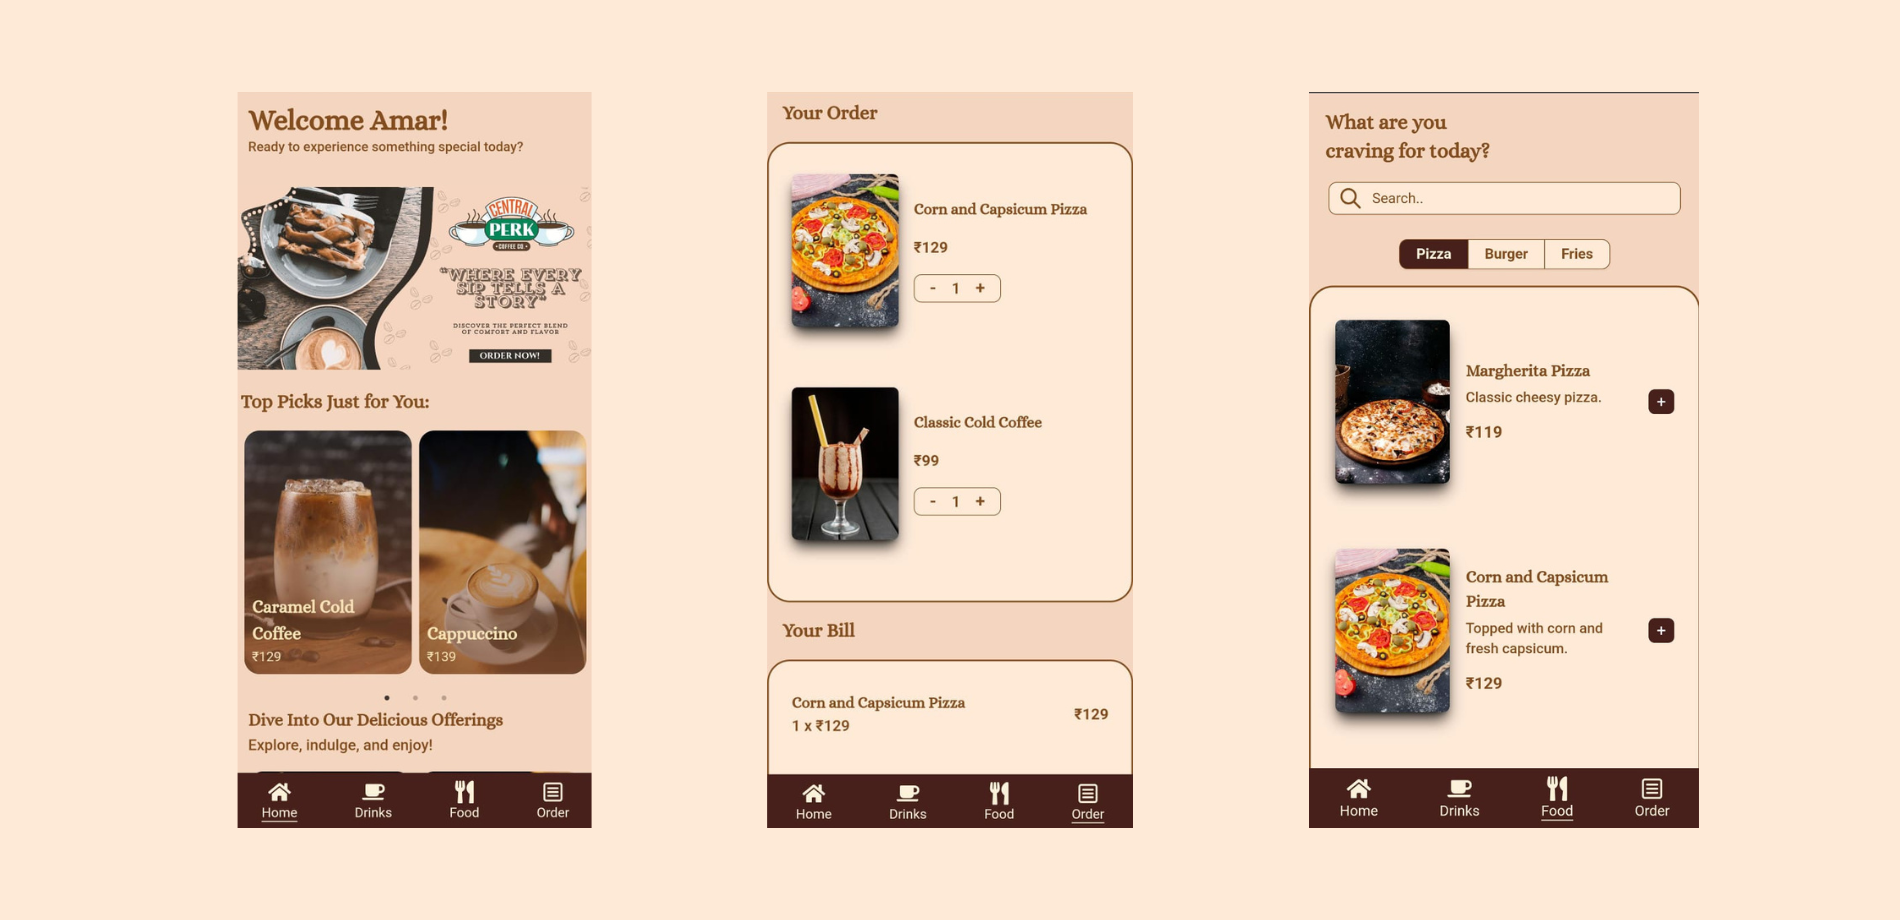 Welcome Amar!
Ready to experience something special today?
CENTRAL
PERK
•COFFEE CO.•
"WHERE EVERY
SIP TELLS A
STORY"
DISCOVER THE PERFECT BLEND
OF COMFORT AND FLAVOR
ORDER NOW!
Top Picks Just for You:
Caramel Cold
Coffee
₹129
Cappuccino
₹139
Dive Into Our Delicious Offerings
Explore, indulge, and enjoy!
Home
Drinks
Food
Order
Your Order
Corn and Capsicum Pizza
₹129
- 1 +
Classic Cold Coffee
₹99
- 1 +
Your Bill
Corn and Capsicum Pizza
1 x ₹129
₹129
Home
Drinks
Food
Order
What are you
craving for today?
Search..
Pizza
Burger
Fries
Margherita Pizza
Classic cheesy pizza.
₹119
+
Corn and Capsicum
Pizza
Topped with corn and
fresh capsicum.
₹129
+
Home
Drinks
Food
Order